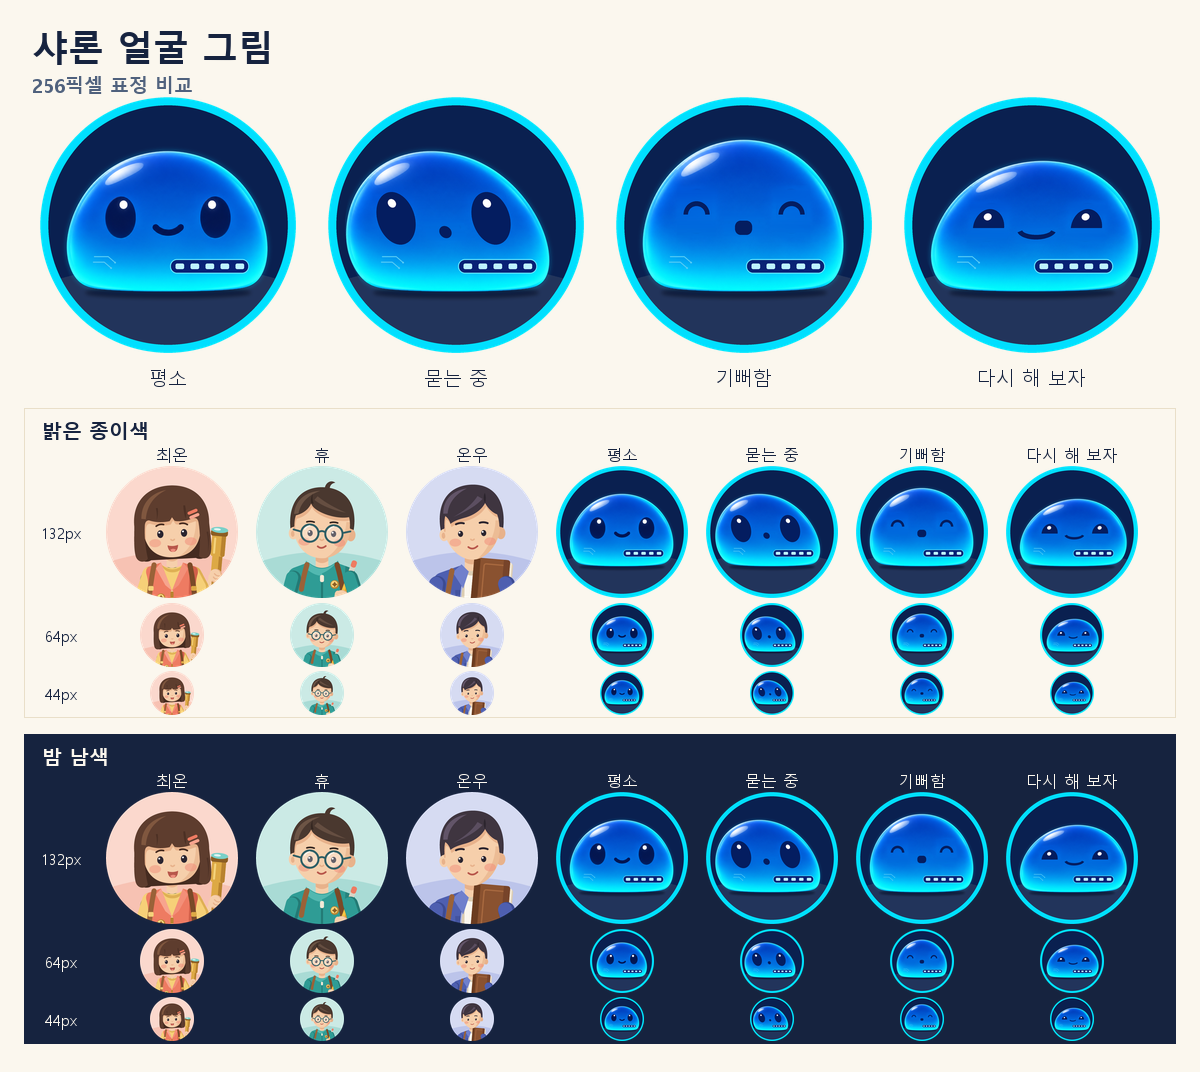 샤론 얼굴 그림
256픽셀 표정 비교
평소 묻는 중 기뻐함 다시 해 보자
밝은 종이색
최온 휴 온우 평소 묻는 중 기뻐함 다시 해 보자
132px
64px
44px
밤 남색
최온 휴 온우 평소 묻는 중 기뻐함 다시 해 보자
132px
64px
44px